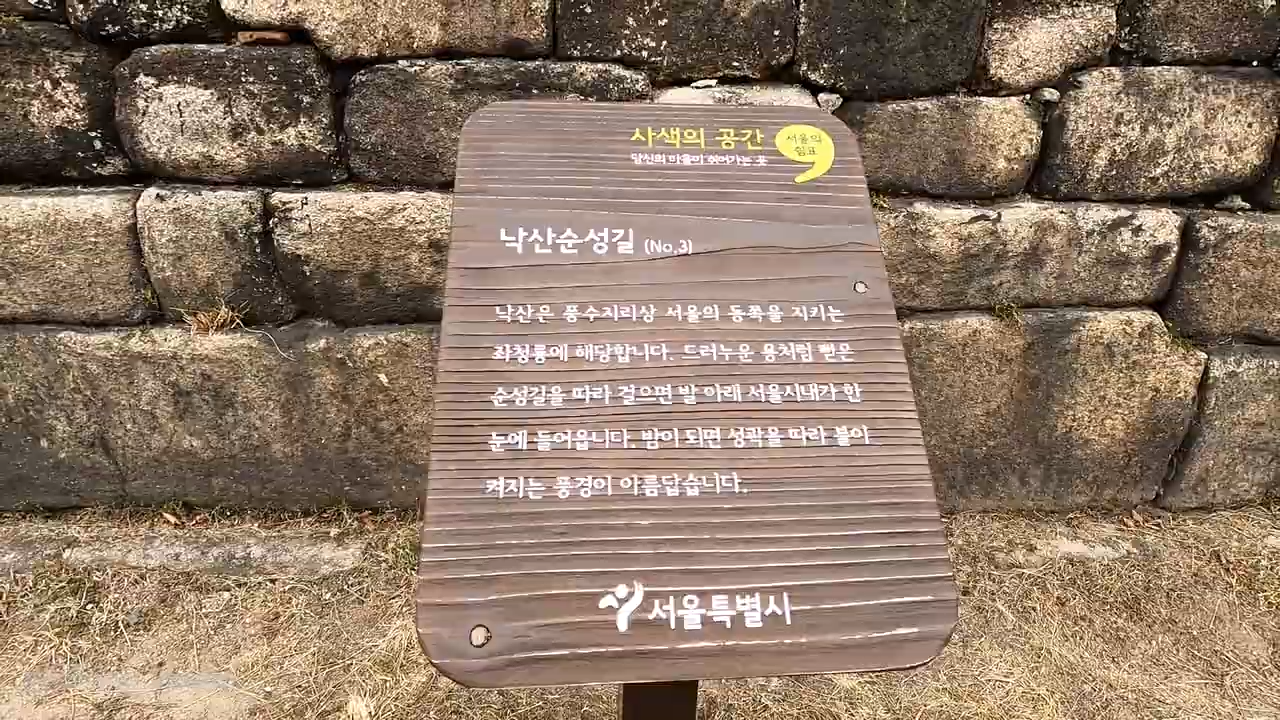 사색의 공간
당신의 마음이 쉬어가는 곳
서울의
쉼표
낙산순성길 (No.3)
낙산은 풍수지리상 서울의 동쪽을 지키는
좌청룡에 해당합니다. 드러누운 용처럼 뻗은
순성길을 따라 걸으면 발 아래 서울시내가 한
눈에 들어옵니다. 밤이 되면 성곽을 따라 불이
켜지는 풍경이 아름답습니다.
서울특별시